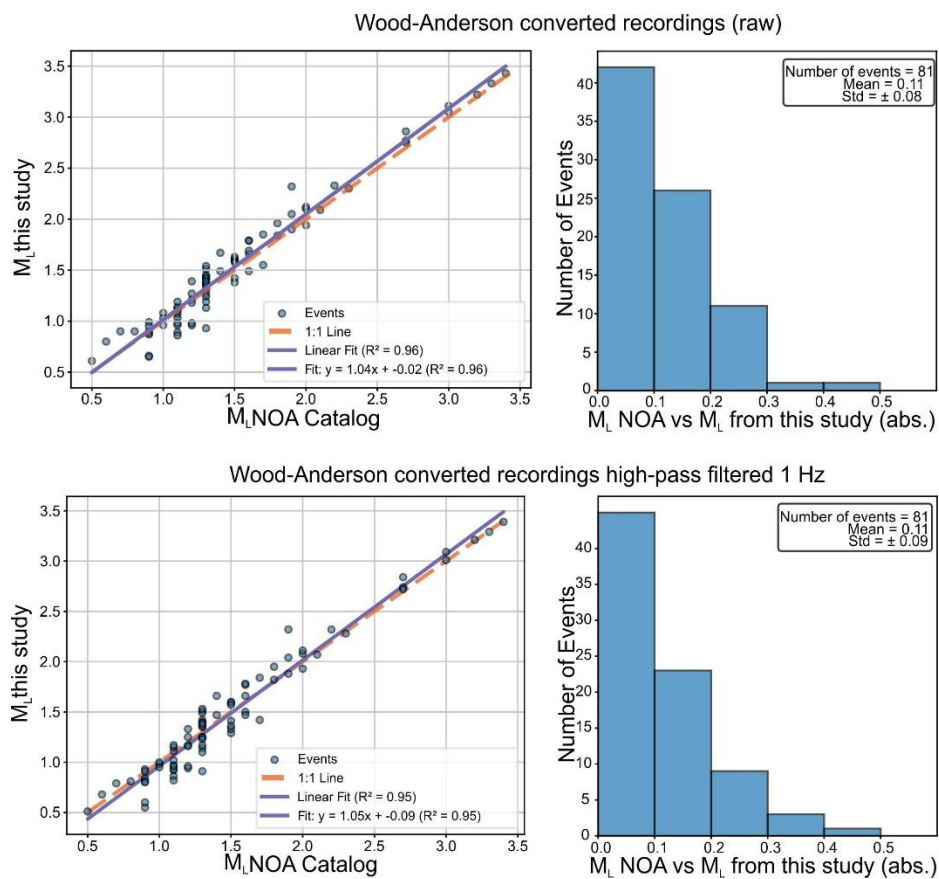 Wood-Anderson converted recordings (raw)
MLthis study
3.5
3.0
2.5
2.0
1.5
1.0
0.5
Events
1:1 Line
Linear Fit (R² = 0.96)
Fit: y = 1.04x + -0.02 (R² = 0.96)
0.5 1.0 1.5 2.0 2.5 3.0 3.5
MLNOA Catalog
Number of Events
40
35
30
25
20
15
10
5
0
Number of events = 81
Mean = 0.11
Std = ± 0.08
0.0 0.1 0.2 0.3 0.4 0.5
ML NOA vs ML from this study (abs.)
Wood-Anderson converted recordings high-pass filtered 1 Hz
MLthis study
3.5
3.0
2.5
2.0
1.5
1.0
0.5
Events
1:1 Line
Linear Fit (R² = 0.95)
Fit: y = 1.05x + -0.09 (R² = 0.95)
0.5 1.0 1.5 2.0 2.5 3.0 3.5
MLNOA Catalog
Number of Events
40
35
30
25
20
15
10
5
0
Number of events = 81
Mean = 0.11
Std = ± 0.09
0.0 0.1 0.2 0.3 0.4 0.5
ML NOA vs ML from this study (abs.)